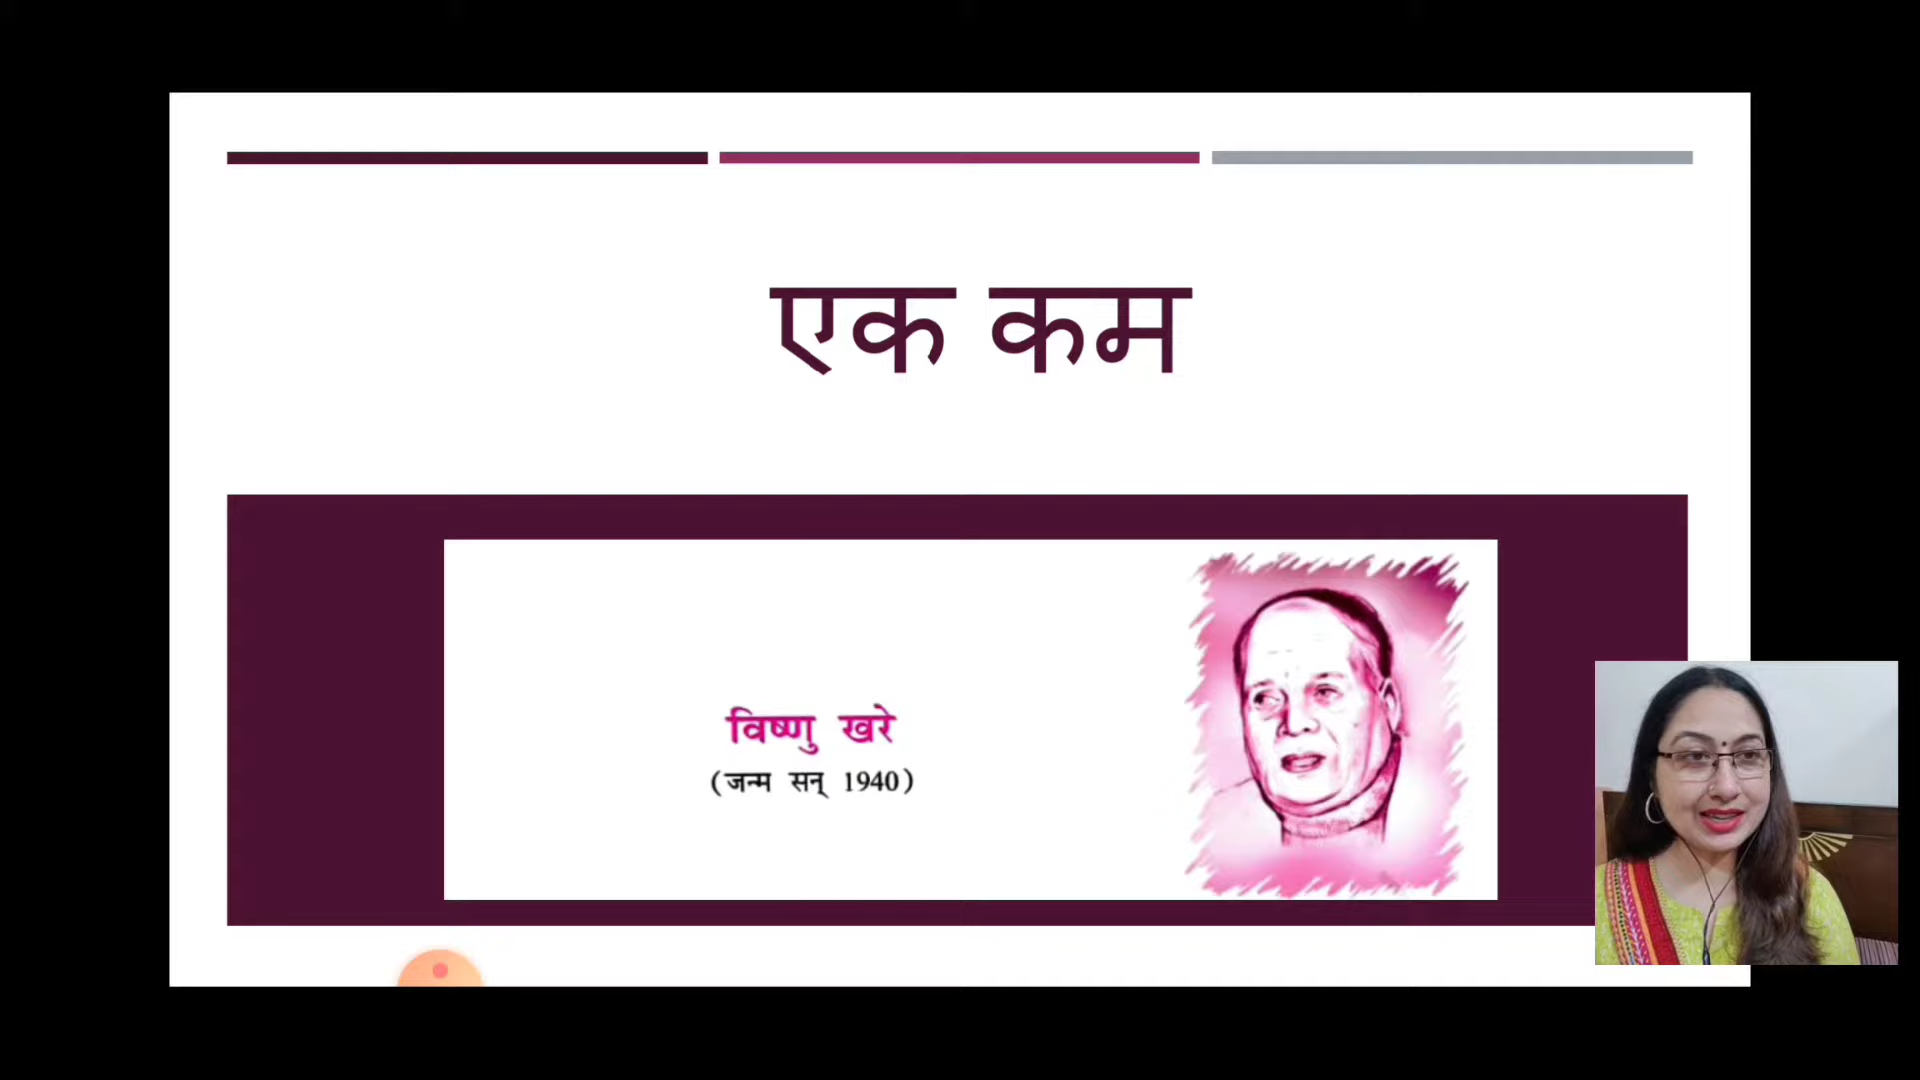 एक कम
विष्णु खरे
(जन्म सन् 1940)